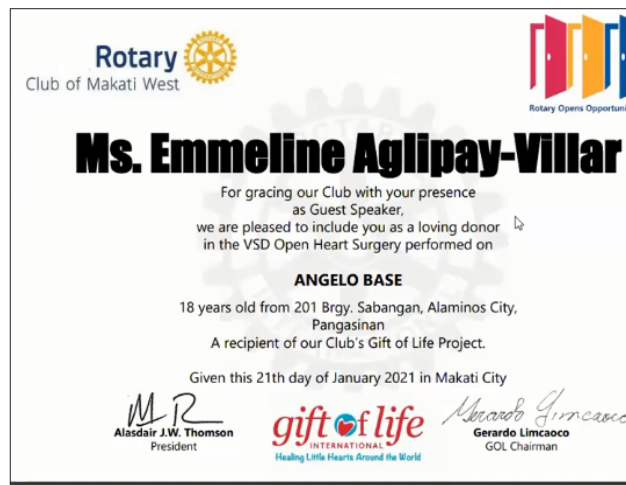 Rotary
Club of Makati West
Rotary Opens Opportuni
Ms. Emmeline Aglipay-Villar
For gracing our Club with your presence
as Guest Speaker,
we are pleased to include you as a loving donor
in the VSD Open Heart Surgery performed on
ANGELO BASE
18 years old from 201 Brgy. Sabangan, Alaminos City,
Pangasinan
A recipient of our Club's Gift of Life Project.
Given this 21th day of January 2021 in Makati City
Alasdair J.W. Thomson
President
gift of life
INTERNATIONAL
Healing Little Hearts Around the World
Gerardo Limcaoco
Gerardo Limcaoco
GOL Chairman